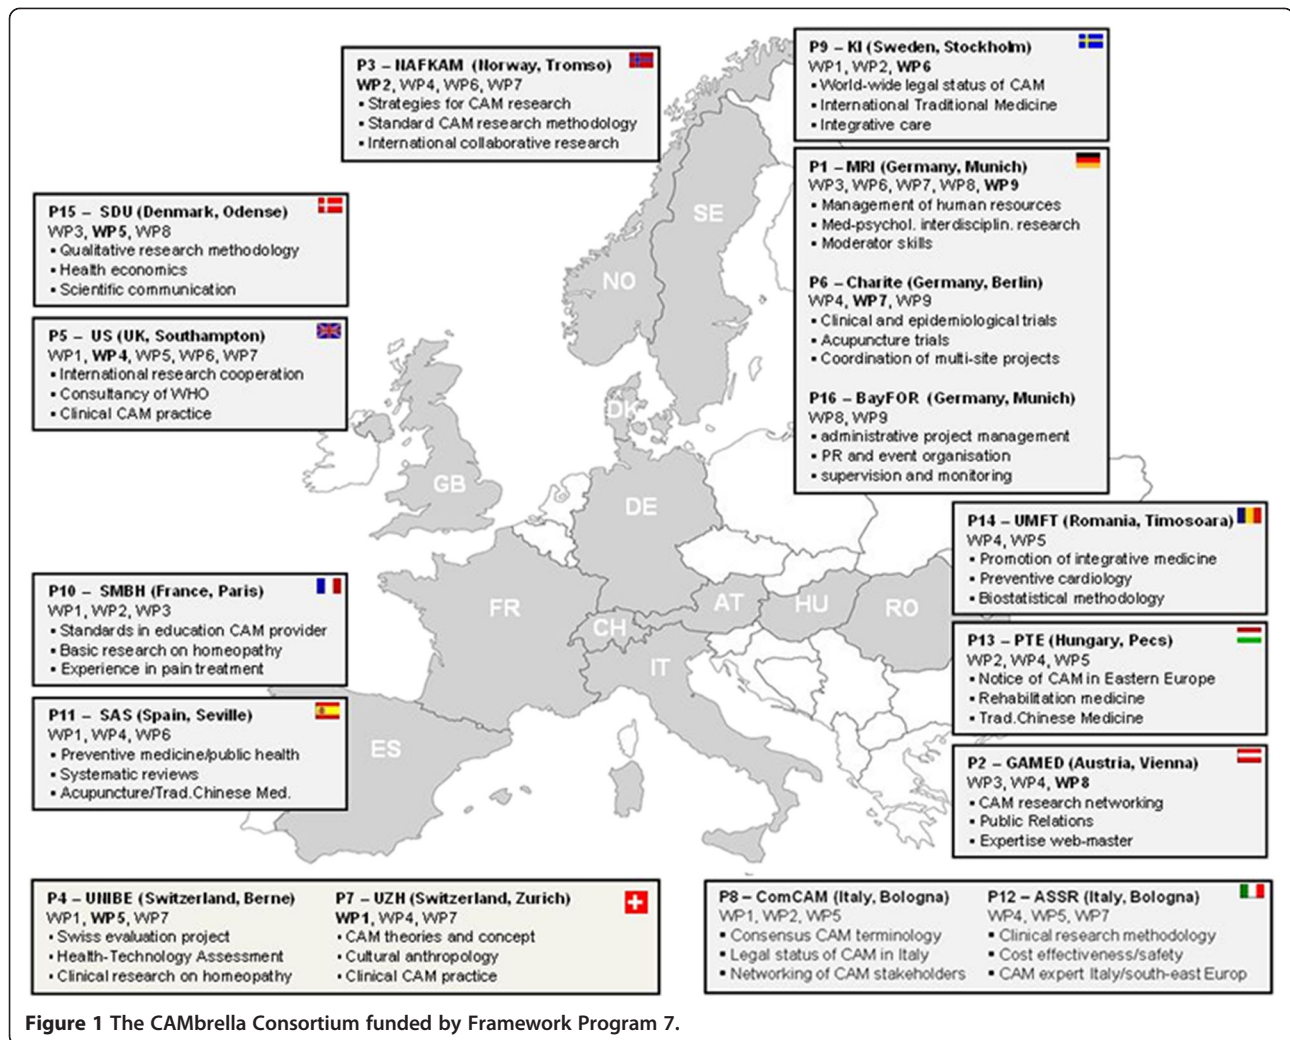 P3 – NAFKAM (Norway, Tromso)
WP2, WP4, WP6, WP7
▪ Strategies for CAM research
▪ Standard CAM research methodology
▪ International collaborative research
P9 – KI (Sweden, Stockholm)
WP1, WP2, WP6
▪ World-wide legal status of CAM
▪ International Traditional Medicine
▪ Integrative care
P1 – MRI (Germany, Munich)
WP3, WP6, WP7, WP8, WP9
▪ Management of human resources
▪ Med-psychol. interdisciplin. research
▪ Moderator skills
P6 – Charite (Germany, Berlin)
WP4, WP7, WP9
▪ Clinical and epidemiological trials
▪ Acupuncture trials
▪ Coordination of multi-site projects
P16 – BayFOR (Germany, Munich)
WP8, WP9
▪ administrative project management
▪ PR and event organisation
▪ supervision and monitoring
P15 – SDU (Denmark, Odense)
WP3, WP5, WP8
▪ Qualitative research methodology
▪ Health economics
▪ Scientific communication
P5 – US (UK, Southampton)
WP1, WP4, WP5, WP6, WP7
▪ International research cooperation
▪ Consultancy of WHO
▪ Clinical CAM practice
SE
NO
DK
GB
DE
FR
CH
AT
HU
RO
IT
ES
P14 – UMFT (Romania, Timosoara)
WP4, WP5
▪ Promotion of integrative medicine
▪ Preventive cardiology
▪ Biostatistical methodology
P10 – SMBH (France, Paris)
WP1, WP2, WP3
▪ Standards in education CAM provider
▪ Basic research on homeopathy
▪ Experience in pain treatment
P13 – PTE (Hungary, Pecs)
WP2, WP4, WP5
▪ Notice of CAM in Eastern Europe
▪ Rehabilitation medicine
▪ Trad.Chinese Medicine
P11 – SAS (Spain, Seville)
WP1, WP4, WP6
▪ Preventive medicine/public health
▪ Systematic reviews
▪ Acupuncture/Trad.Chinese Med.
P2 – GAMED (Austria, Vienna)
WP3, WP4, WP8
▪ CAM research networking
▪ Public Relations
▪ Expertise web-master
P4 – UNIBE (Switzerland, Berne)
WP1, WP5, WP7
▪ Swiss evaluation project
▪ Health-Technology Assessment
▪ Clinical research on homeopathy
P7 – UZH (Switzerland, Zurich)
WP1, WP4, WP7
▪ CAM theories and concept
▪ Cultural anthropology
▪ Clinical CAM practice
P8 – ComCAM (Italy, Bologna)
WP1, WP2, WP5
▪ Consensus CAM terminology
▪ Legal status of CAM in Italy
▪ Networking of CAM stakeholders
P12 – ASSR (Italy, Bologna)
WP4, WP5, WP7
▪ Clinical research methodology
▪ Cost effectiveness/safety
▪ CAM expert Italy/south-east Europ
Figure 1 The CAMbrella Consortium funded by Framework Program 7.